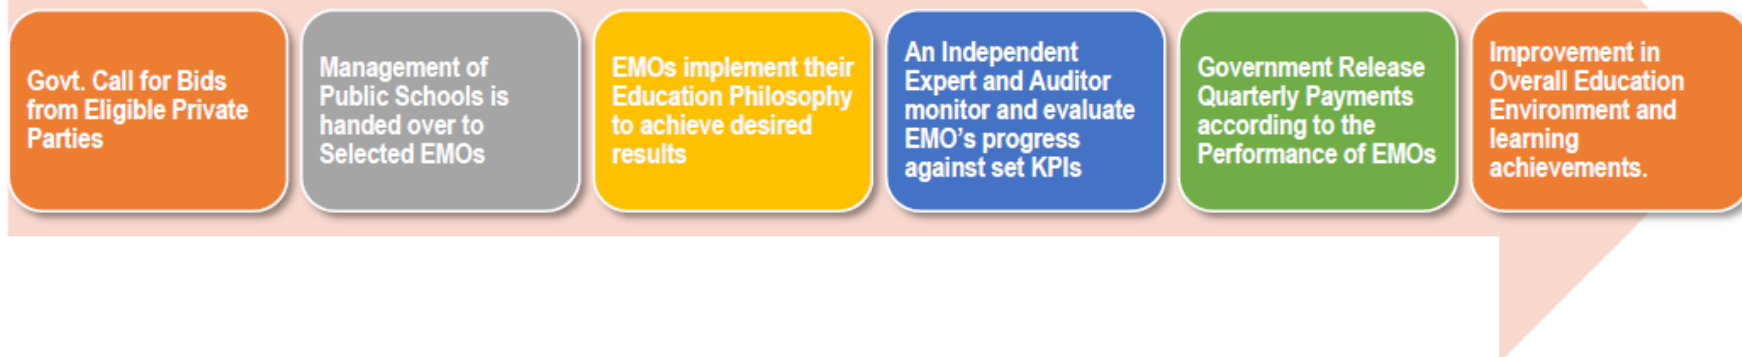 Govt. Call for Bids
from Eligible Private
Parties
Management of
Public Schools is
handed over to
Selected EMOs
EMOs implement their
Education Philosophy
to achieve desired
results
An Independent
Expert and Auditor
monitor and evaluate
EMO's progress
against set KPIs
Government Release
Quarterly Payments
according to the
Performance of EMOs
Improvement in
Overall Education
Environment and
learning
achievements.